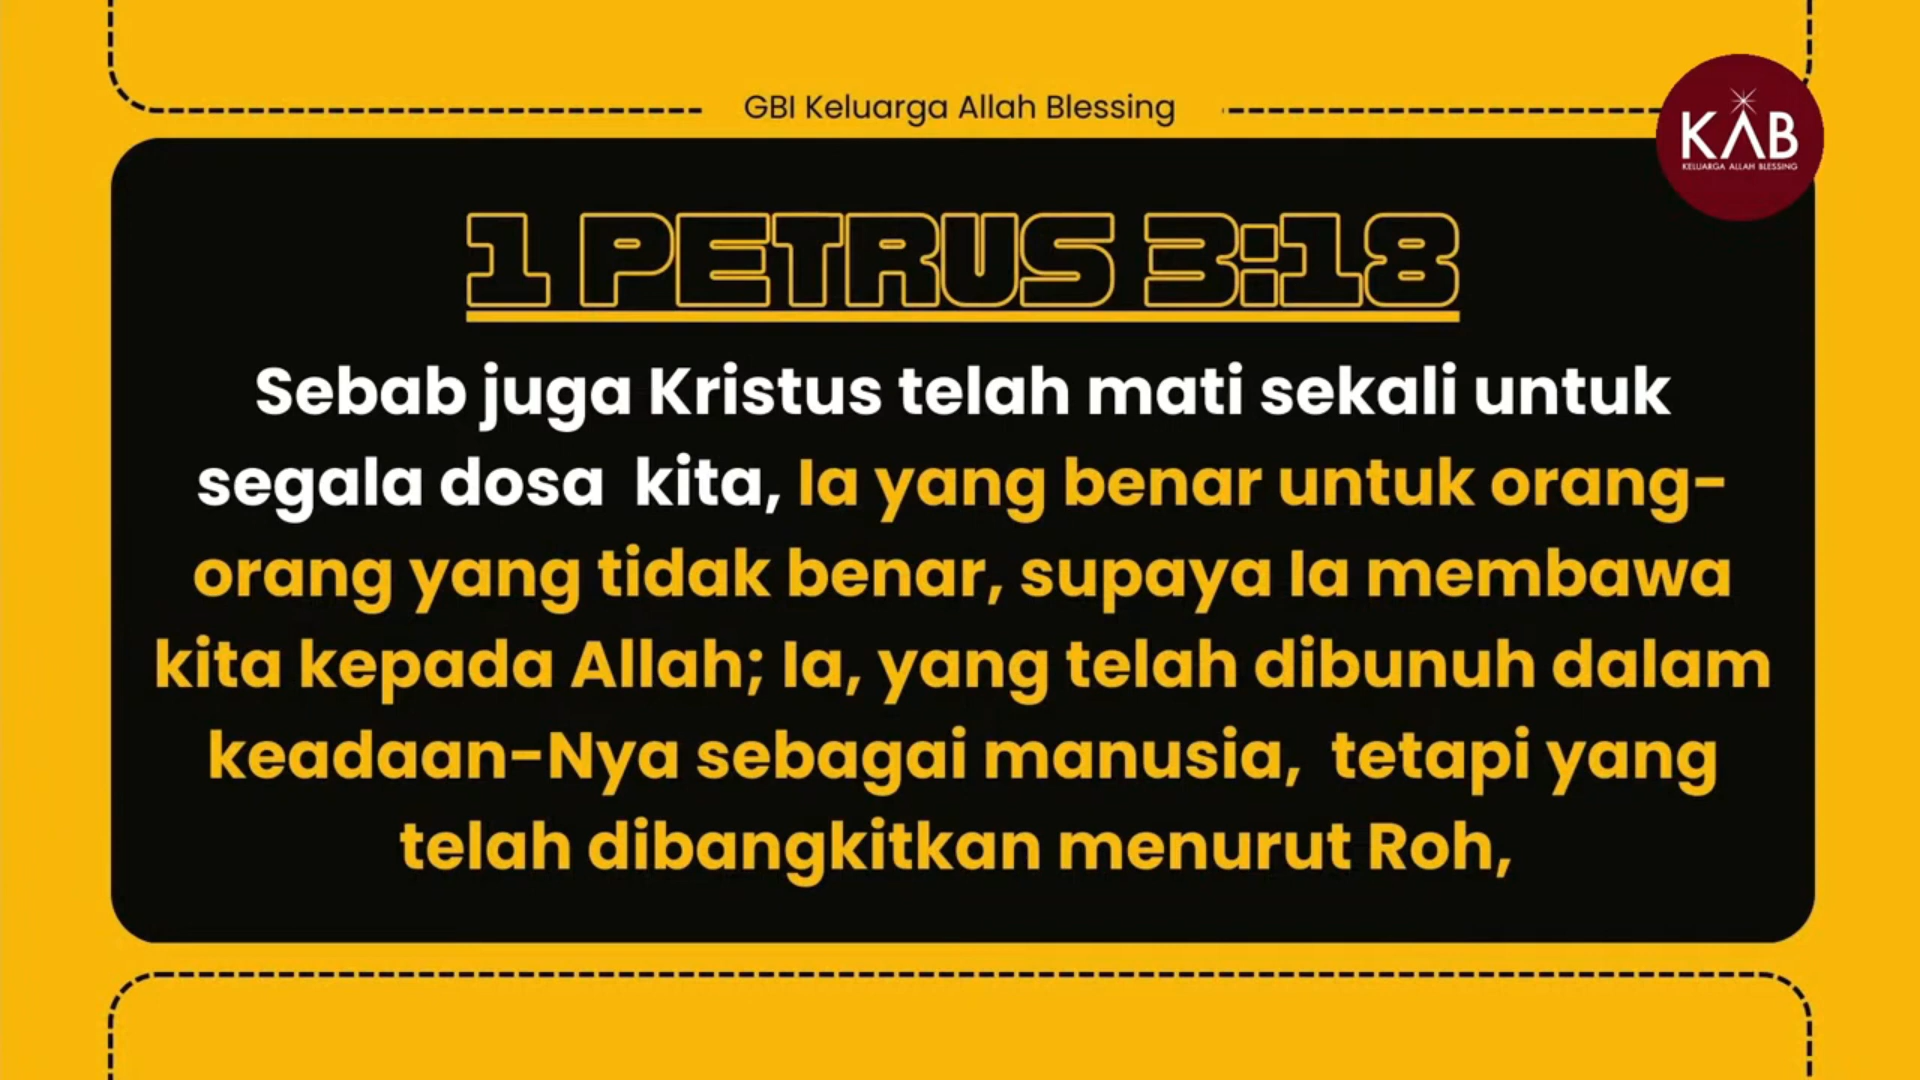 GBI Keluarga Allah Blessing
KAB
KELUARGA ALLAH BLESSING
1 PETRUS 3:18
Sebab juga Kristus telah mati sekali untuk
segala dosa  kita, Ia yang benar untuk orang-
orang yang tidak benar, supaya Ia membawa
kita kepada Allah; Ia, yang telah dibunuh dalam
keadaan-Nya sebagai manusia,  tetapi yang
telah dibangkitkan menurut Roh,